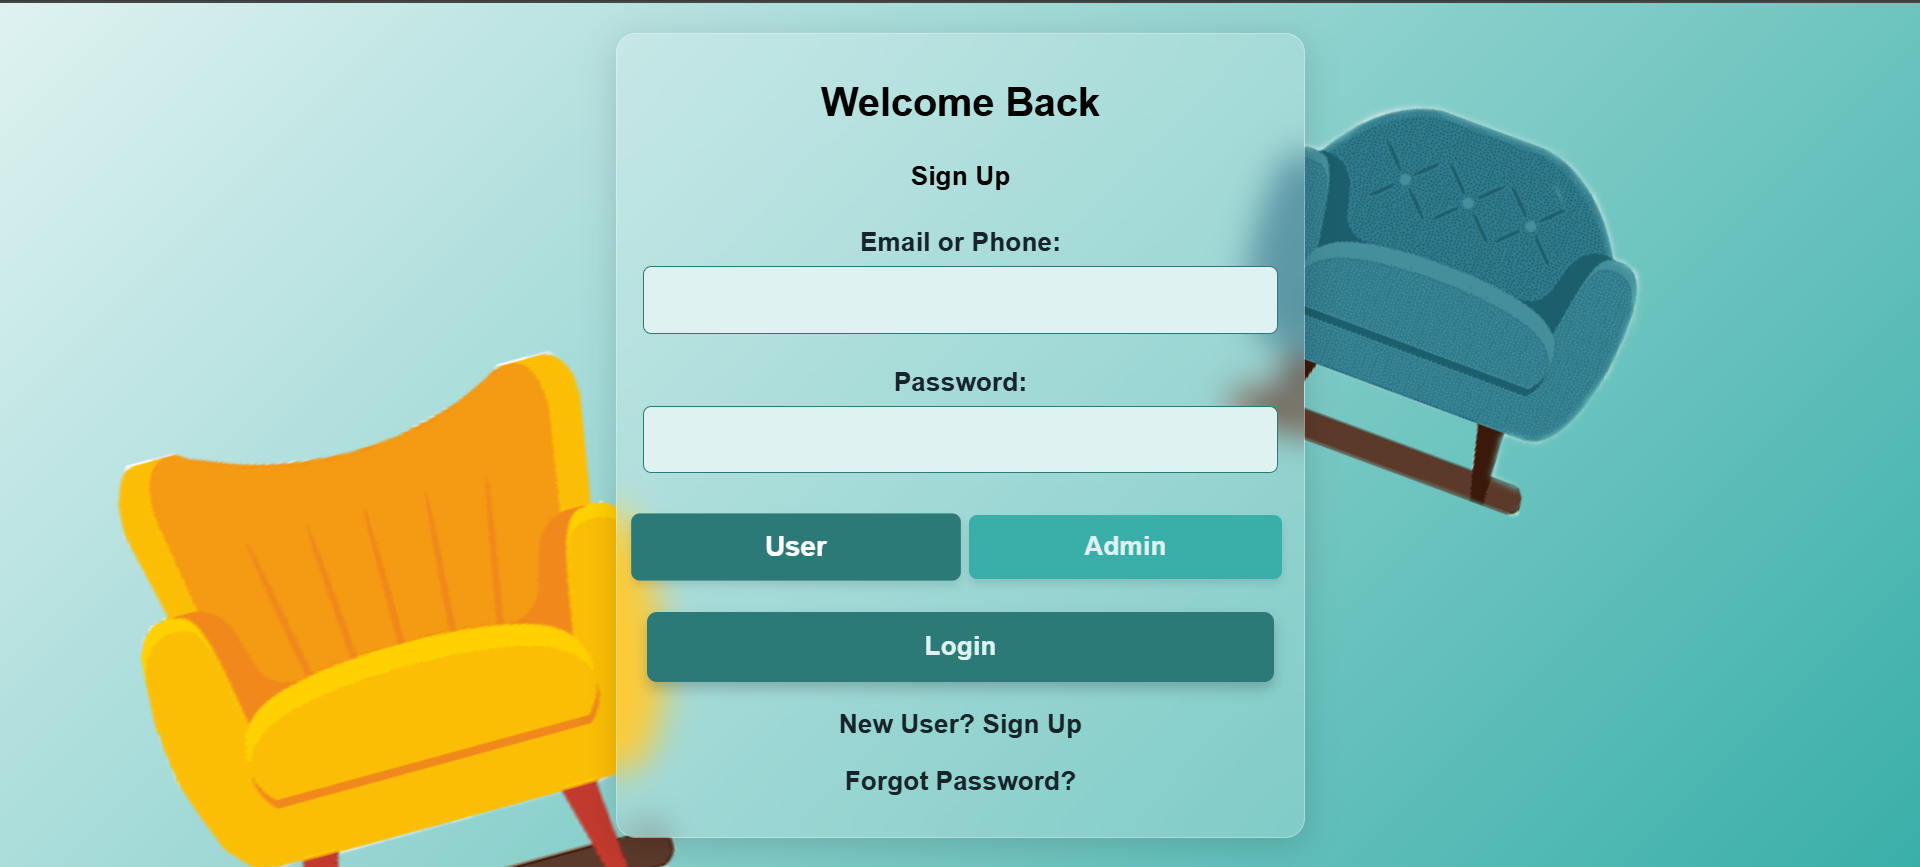 Welcome Back
Sign Up
Email or Phone:
Password:
User Admin
Login
New User? Sign Up
Forgot Password?